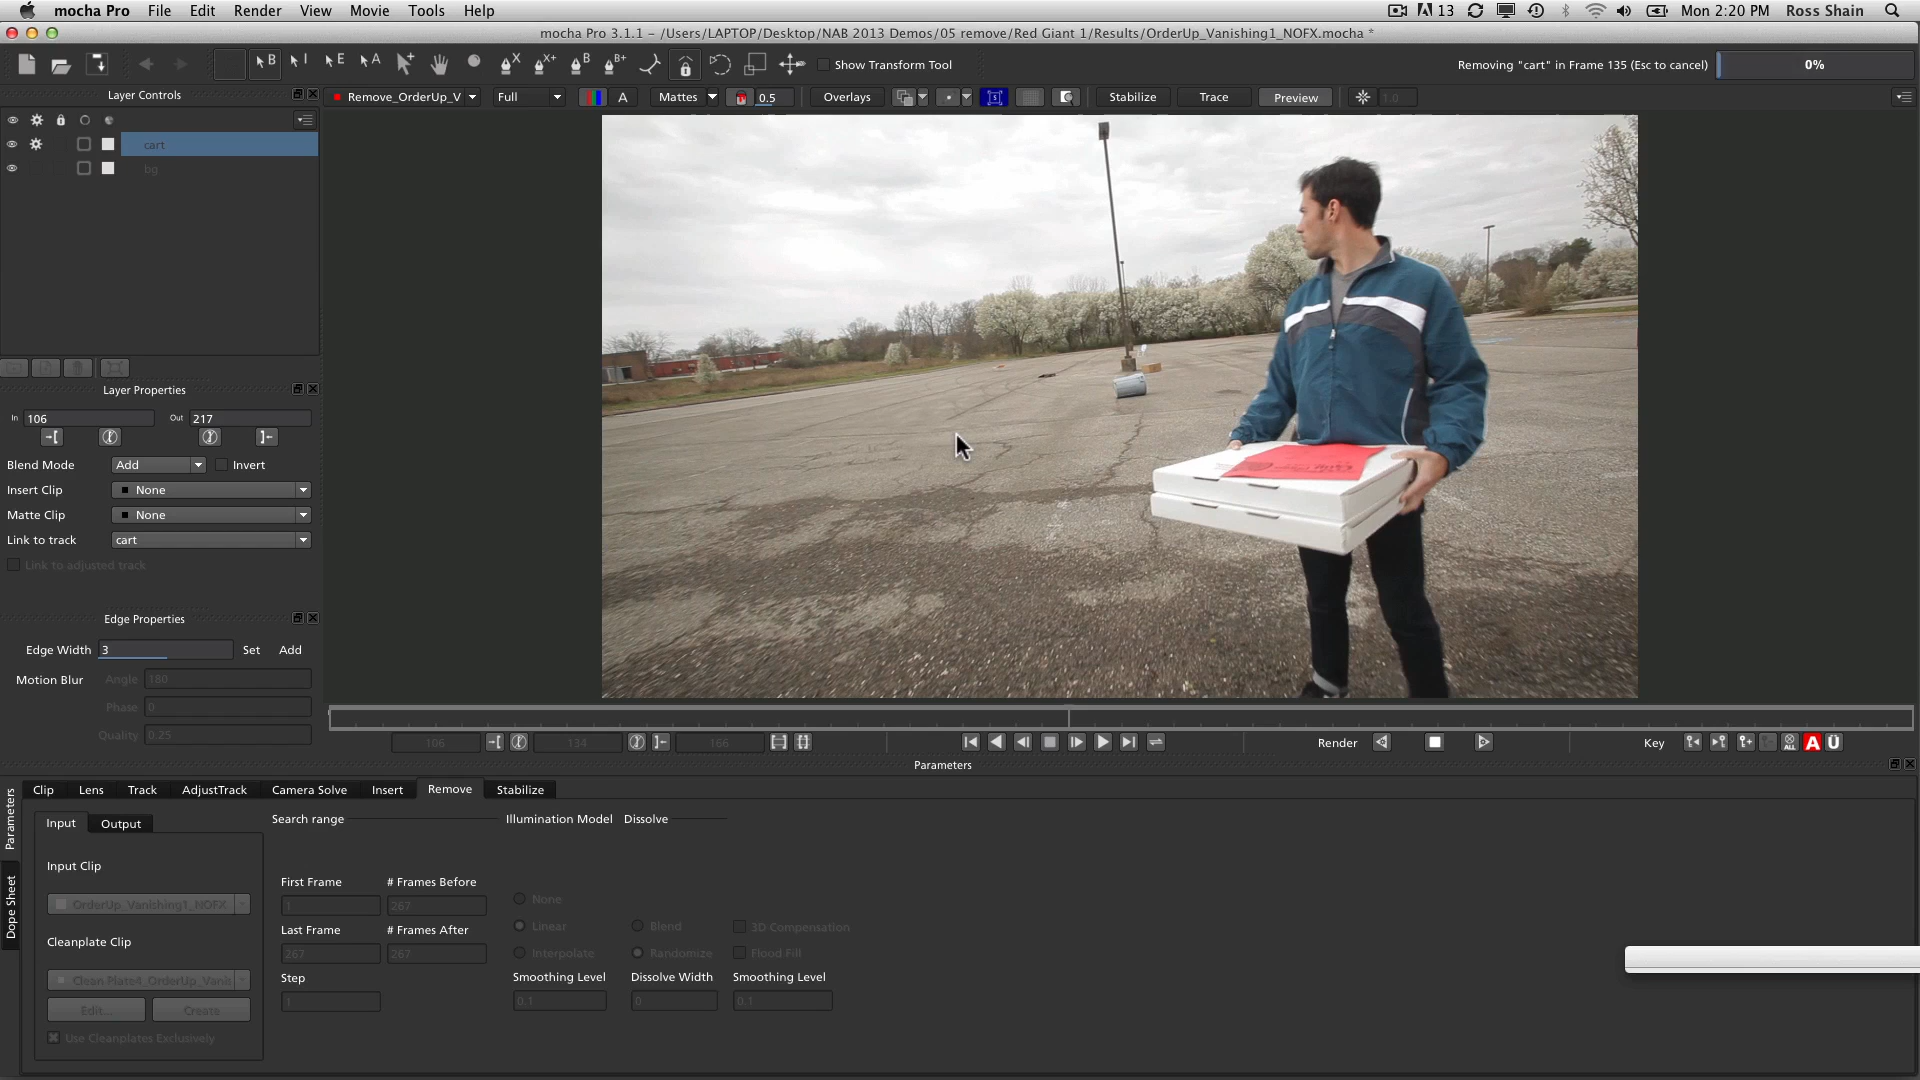 mocha Pro File Edit Render View Movie Tools Help 13 Mon 2:20 PM Ross Shain
mocha Pro 3.1.1 - /Users/LAPTOP/Desktop/NAB 2013 Demos/05 remove/Red Giant 1/Results/OrderUp_Vanishing1_NOFX.mocha *
B I E A X X+ B B+ Show Transform Tool Removing "cart" in Frame 135 (Esc to cancel) 0%
Layer Controls Remove_OrderUp_V Full A Mattes 0.5 Overlays Stabilize Trace Preview 1.0
cart
bg
Layer Properties
In 106 Out 217
Blend Mode Add Invert
Insert Clip None
Matte Clip None
Link to track cart
Link to adjusted track
Edge Properties
Edge Width 3 Set Add
Motion Blur Angle 180
Phase 0
Quality 0.25
106 134 166 Render Key A Ü
Parameters
Clip Lens Track AdjustTrack Camera Solve Insert Remove Stabilize
Parameters
Dope Sheet
Input Output
Input Clip
OrderUp_Vanishing1_NOFX
Cleanplate Clip
Clean Plate4_OrderUp_Vanis
Edit... Create
Use Cleanplates Exclusively
Search range
First Frame # Frames Before
1 267
Last Frame # Frames After
267 267
Step
1
Illumination Model
None
Linear
Interpolate
Smoothing Level
0.1
Dissolve
Blend
Randomize
Dissolve Width
0
3D Compensation
Flood Fill
Smoothing Level
0.1